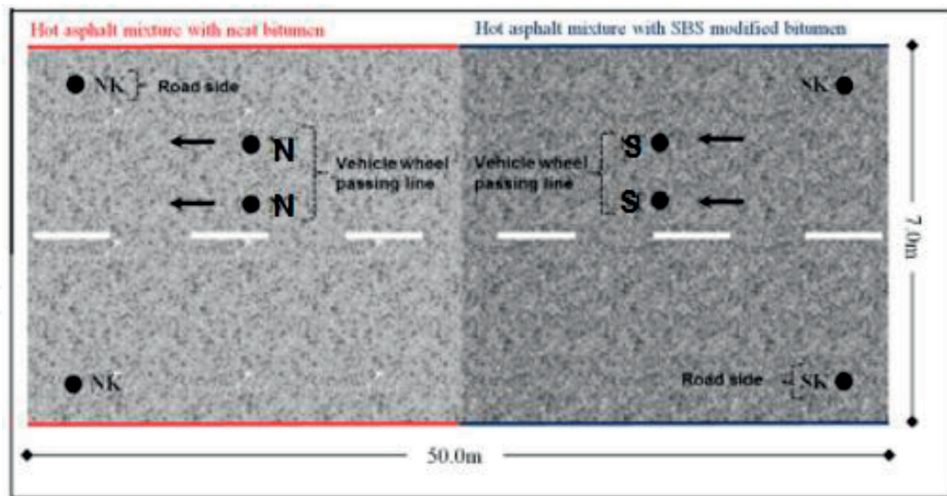 Hot asphalt mixture with neat bitumen
Hot asphalt mixture with SBS modified bitumen
NK
Road side
SK
N
Vehicle wheel
passing line
N
Vehicle wheel
passing line
S
S
7.0m
NK
Road side
SK
50.0m